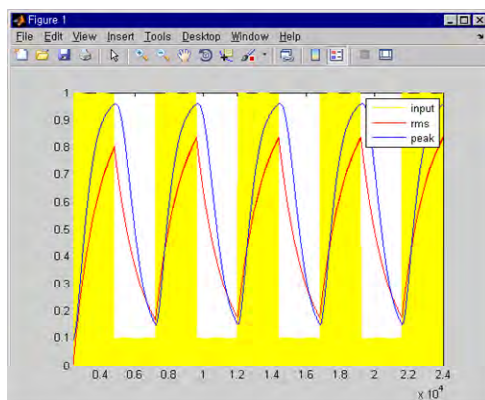 Figure 1
File Edit View Insert Tools Desktop Window Help
input
rms
peak
1
0.9
0.8
0.7
0.6
0.5
0.4
0.3
0.2
0.1
0
0.4 0.6 0.8 1 1.2 1.4 1.6 1.8 2 2.2 2.4
x 10^4